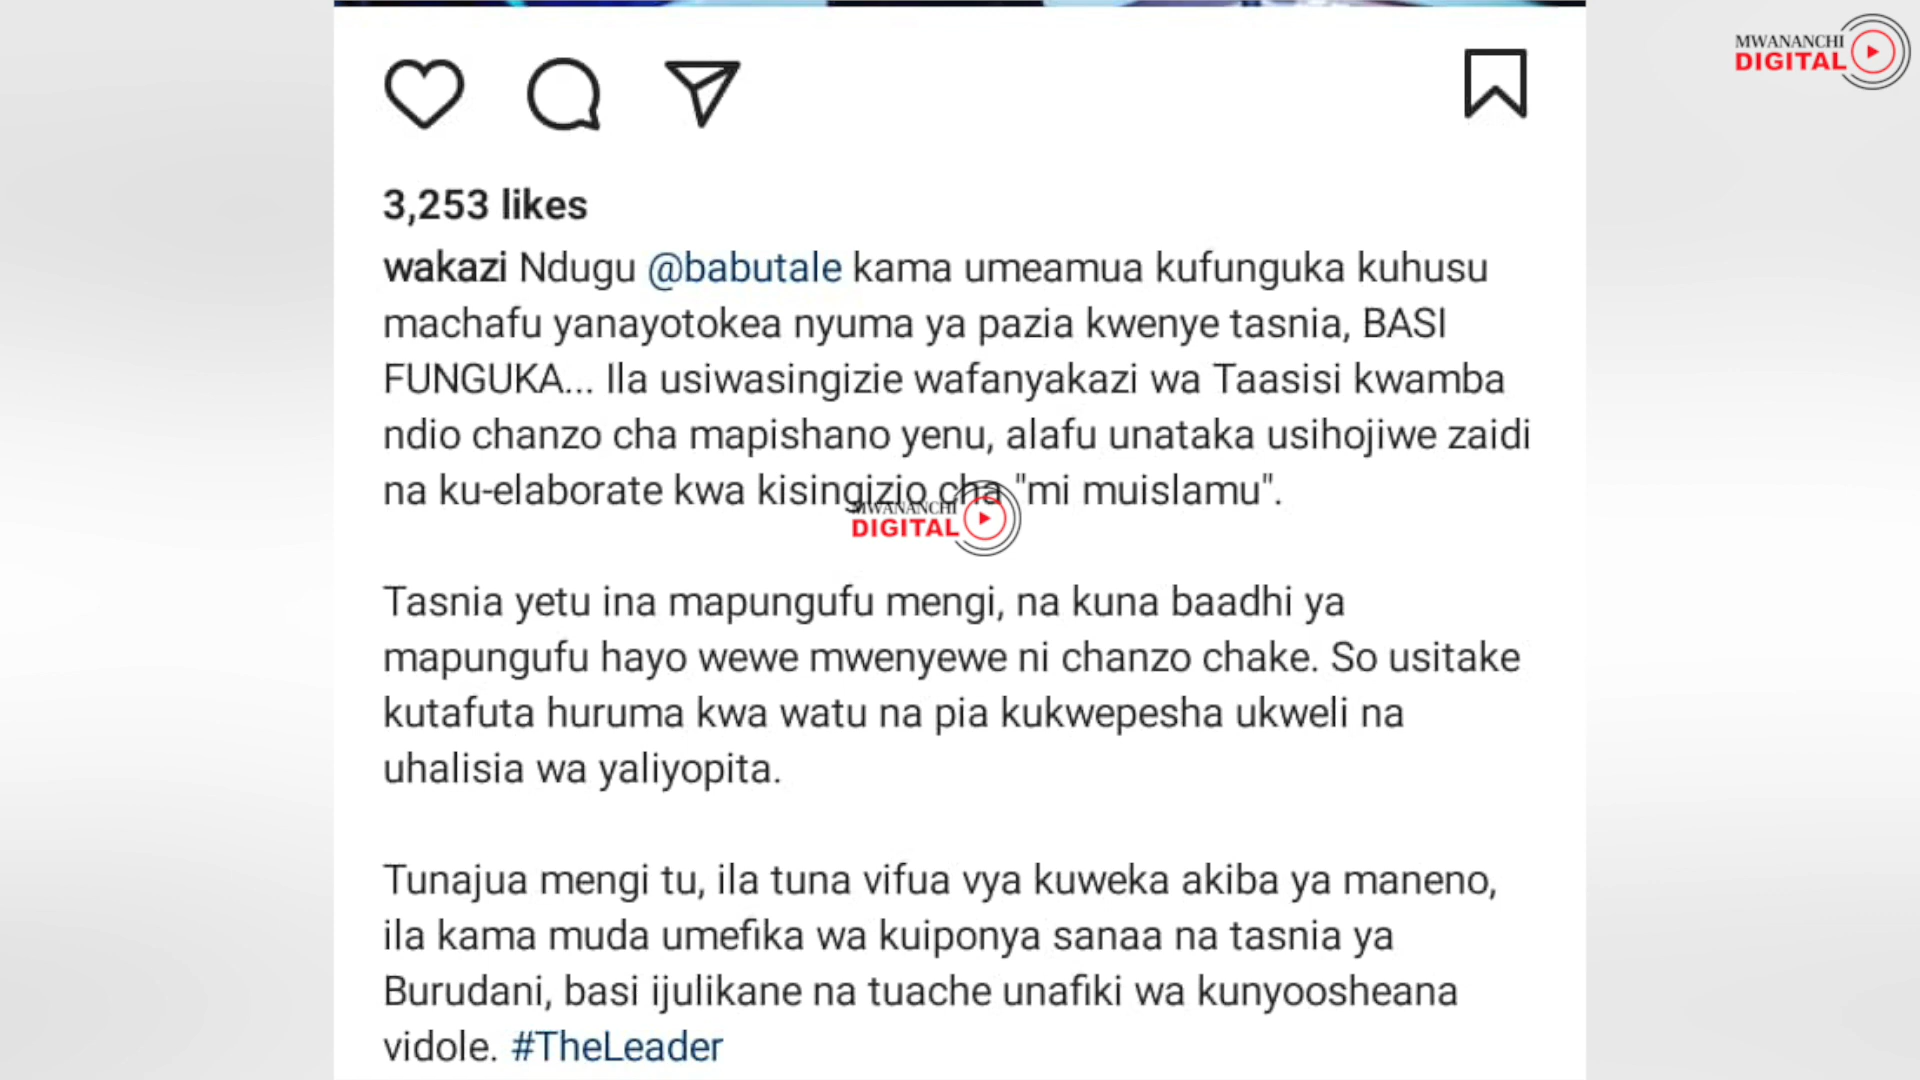 MWANANCHI
DIGITAL
3,253 likes
wakazi Ndugu @babutale kama umeamua kufunguka kuhusu
machafu yanayotokea nyuma ya pazia kwenye tasnia, BASI
FUNGUKA... Ila usiwasingizie wafanyakazi wa Taasisi kwamba
ndio chanzo cha mapishano yenu, alafu unataka usihojiwe zaidi
na ku-elaborate kwa kisingizio cha "mi muislamu".
MWANANCHI
DIGITAL
Tasnia yetu ina mapungufu mengi, na kuna baadhi ya
mapungufu hayo wewe mwenyewe ni chanzo chake. So usitake
kutafuta huruma kwa watu na pia kukwepesha ukweli na
uhalisia wa yaliyopita.
Tunajua mengi tu, ila tuna vifua vya kuweka akiba ya maneno,
ila kama muda umefika wa kuiponya sanaa na tasnia ya
Burudani, basi ijulikane na tuache unafiki wa kunyoosheana
vidole. #TheLeader